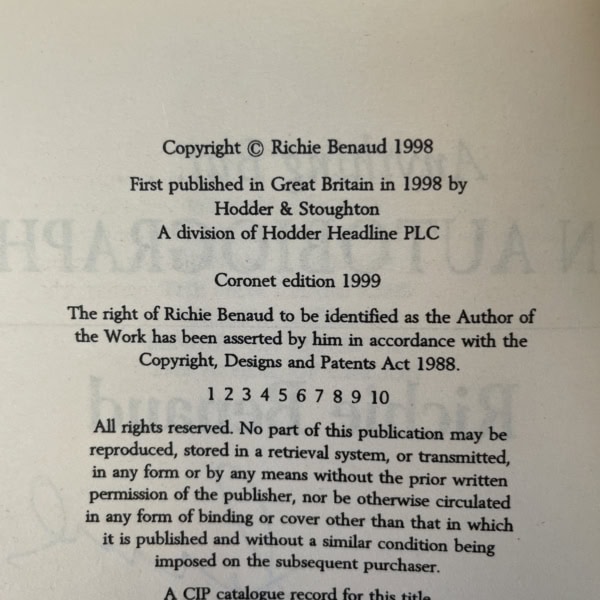 Copyright © Richie Benaud 1998
First published in Great Britain in 1998 by
Hodder & Stoughton
A division of Hodder Headline PLC
Coronet edition 1999
The right of Richie Benaud to be identified as the Author of
the Work has been asserted by him in accordance with the
Copyright, Designs and Patents Act 1988.
1 2 3 4 5 6 7 8 9 10
All rights reserved. No part of this publication may be
reproduced, stored in a retrieval system, or transmitted,
in any form or by any means without the prior written
permission of the publisher, nor be otherwise circulated
in any form of binding or cover other than that in which
it is published and without a similar condition being
imposed on the subsequent purchaser.
A CIP catalogue record for this title